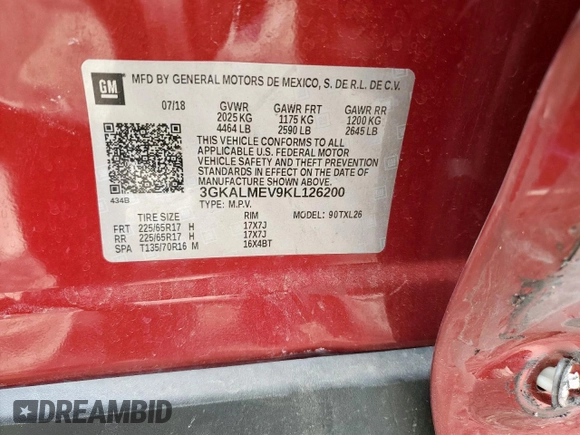 GM
MFD BY GENERAL MOTORS DE MEXICO, S. DE R.L. DE C.V.
07/18 GVWR GAWR FRT GAWR RR
2025 KG 1175 KG 1200 KG
4464 LB 2590 LB 2645 LB
THIS VEHICLE CONFORMS TO ALL
APPLICABLE U.S. FEDERAL MOTOR
VEHICLE SAFETY AND THEFT PREVENTION
STANDARDS IN EFFECT ON THE DATE OF
MANUFACTURE SHOWN ABOVE.
434B 3GKALMEV9KL126200
TYPE: M.P.V. MODEL: 90TXL26
TIRE SIZE RIM
FRT 225/65R17 H 17X7J
RR 225/65R17 H 17X7J
SPA T135/70R16 M 16X4BT
DREAMBID